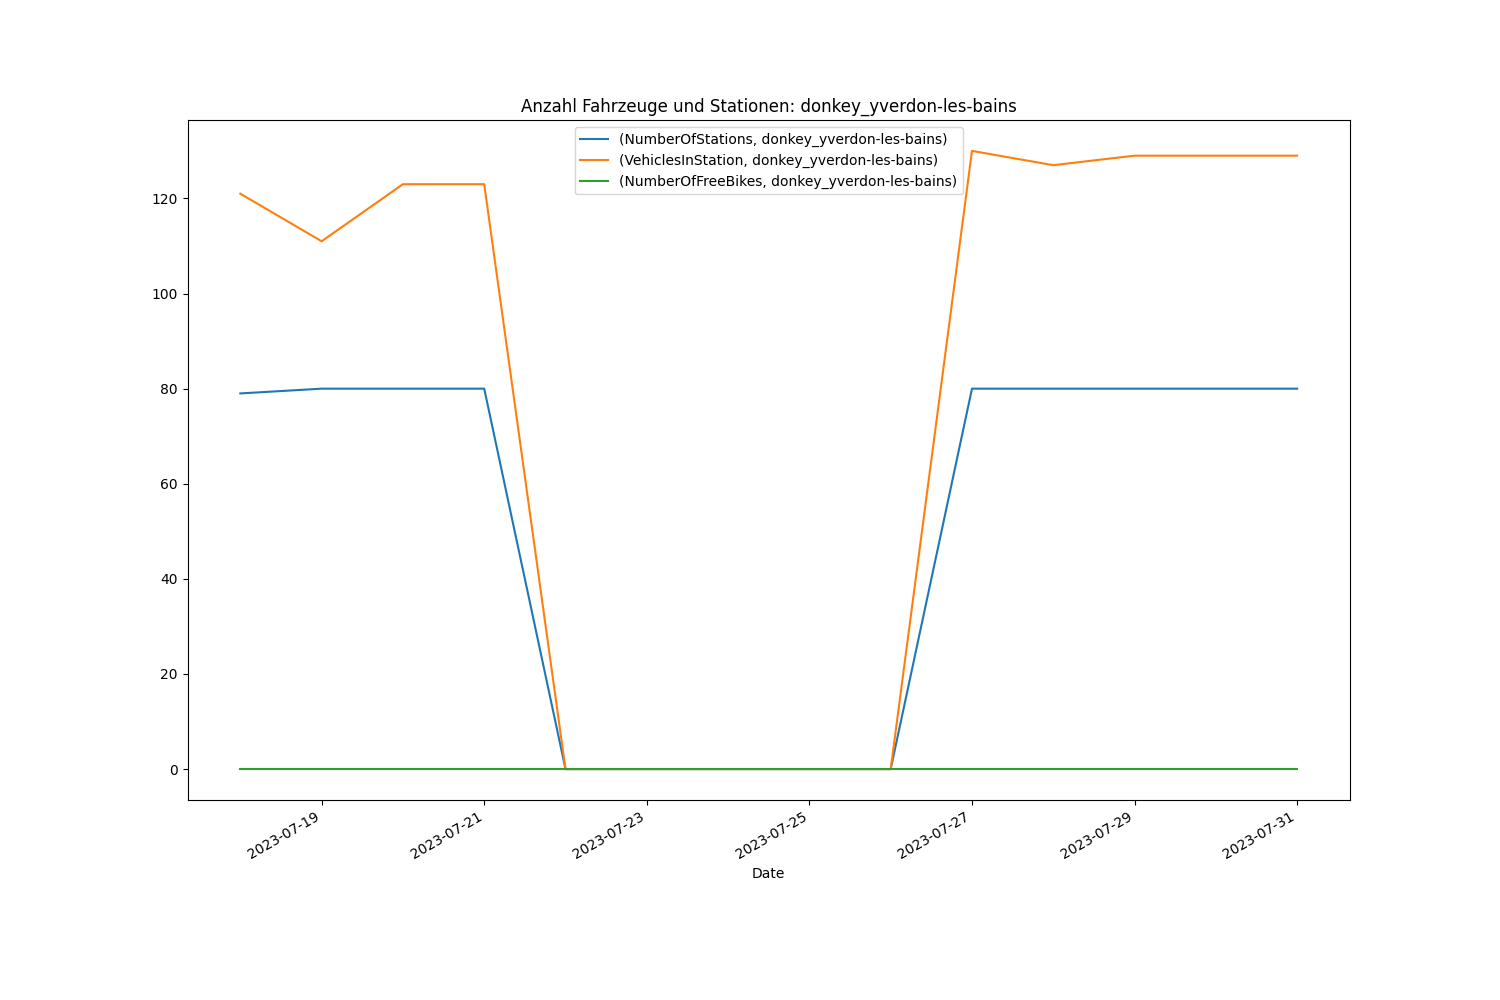 Anzahl Fahrzeuge und Stationen: donkey_yverdon-les-bains
(NumberOfStations, donkey_yverdon-les-bains)
(VehiclesInStation, donkey_yverdon-les-bains)
(NumberOfFreeBikes, donkey_yverdon-les-bains)
120
100
80
60
40
20
0
2023-07-19
2023-07-21
2023-07-23
2023-07-25
2023-07-27
2023-07-29
2023-07-31
Date